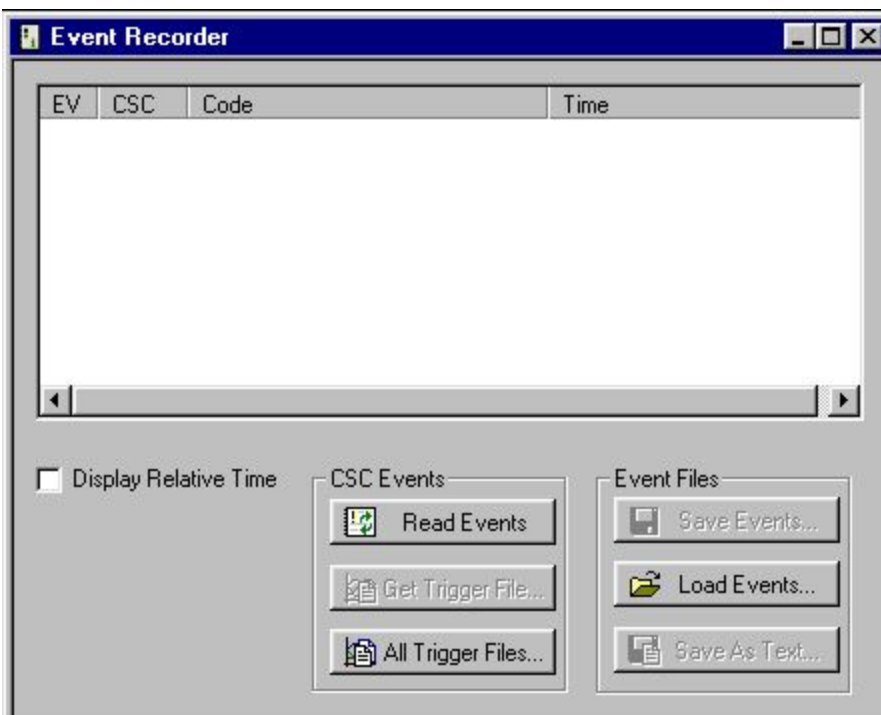 Event Recorder
EV CSC Code Time
Display Relative Time
CSC Events
Read Events
Get Trigger File...
All Trigger Files...
Event Files
Save Events...
Load Events...
Save As Text...